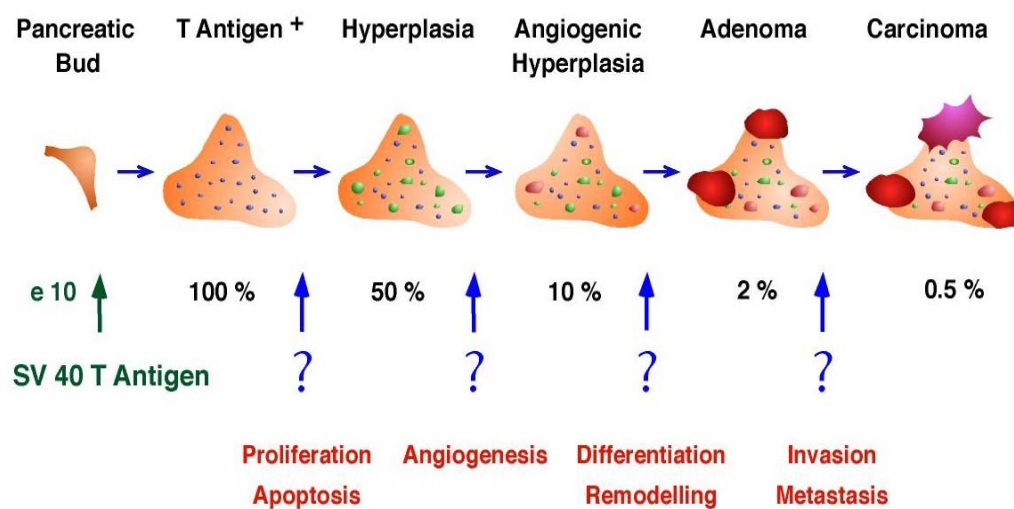 Pancreatic Bud
T Antigen +
Hyperplasia
Angiogenic Hyperplasia
Adenoma
Carcinoma
e 10
100 %
50 %
10 %
2 %
0.5 %
SV 40 T Antigen
? ? ? ?
Proliferation Apoptosis
Angiogenesis
Differentiation Remodelling
Invasion Metastasis